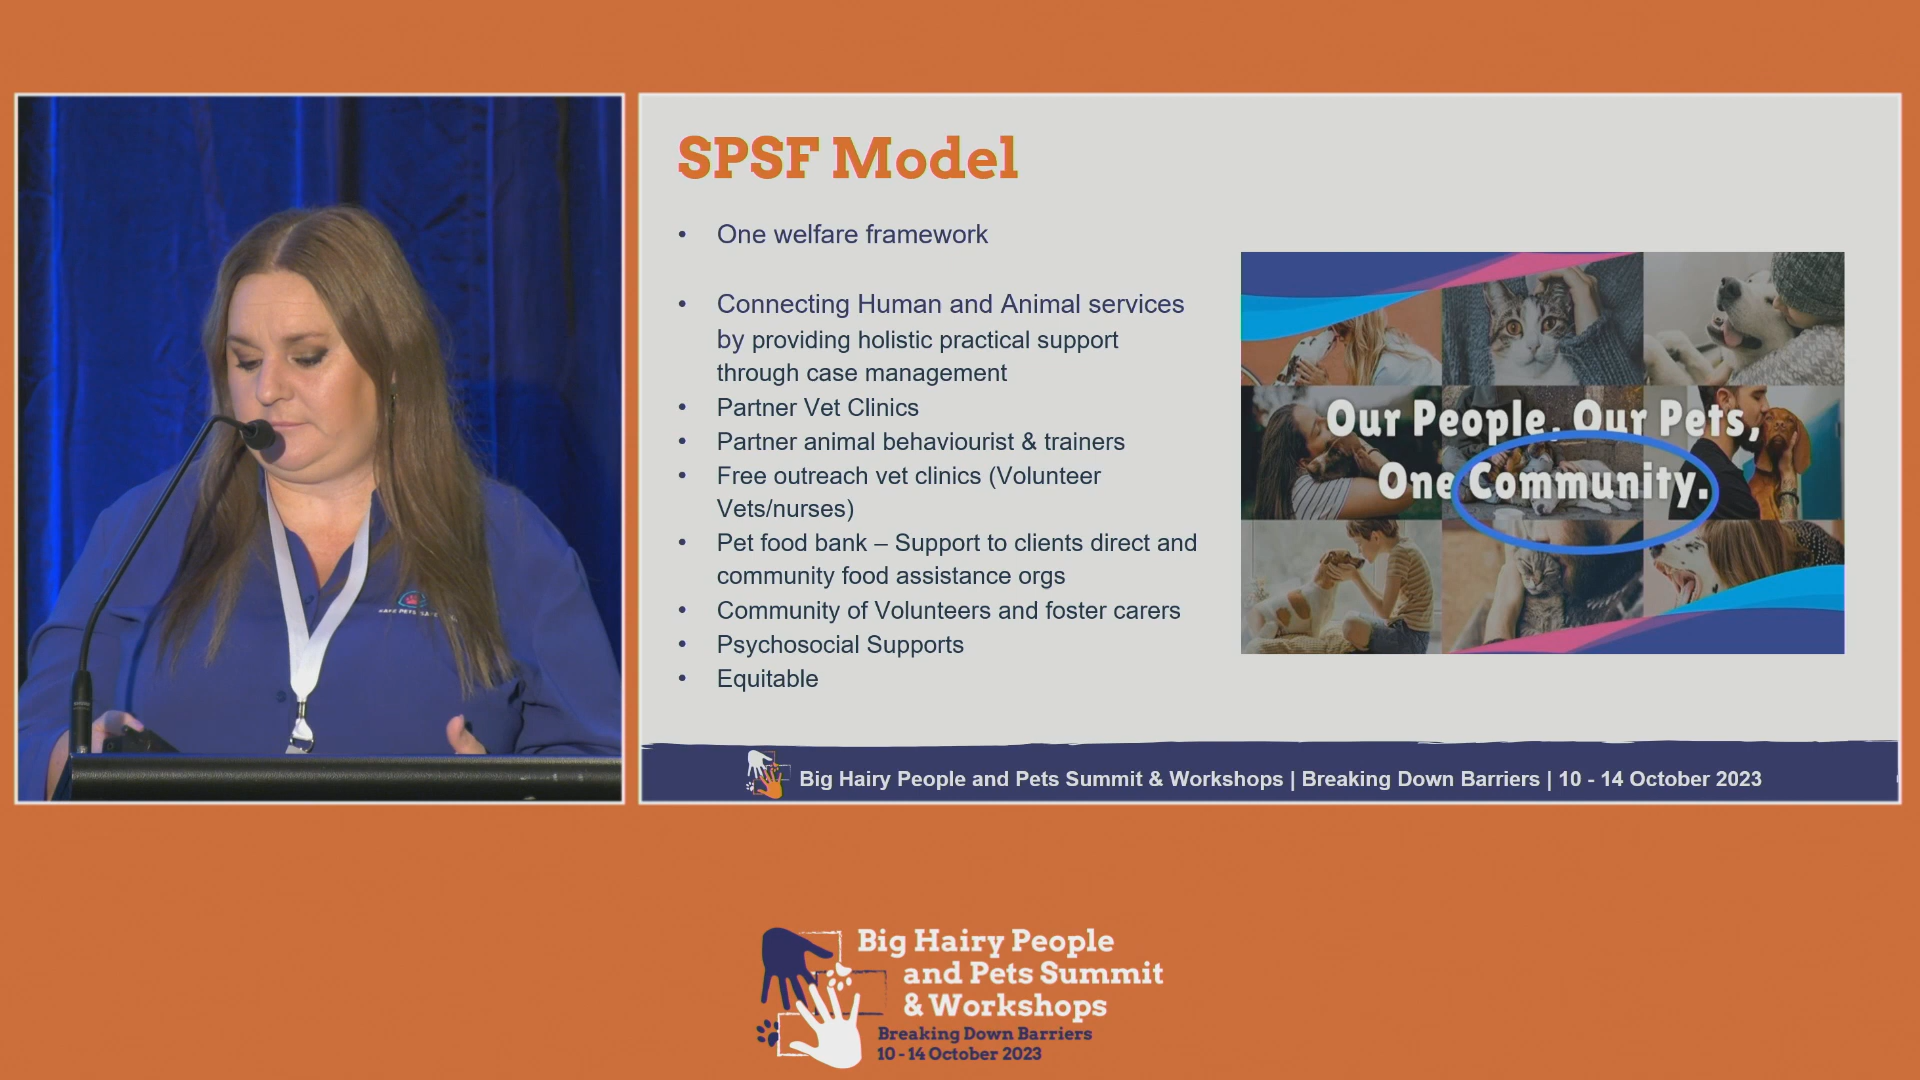 SPSF Model
• One welfare framework
• Connecting Human and Animal services
by providing holistic practical support
through case management
• Partner Vet Clinics
• Partner animal behaviourist & trainers
• Free outreach vet clinics (Volunteer
Vets/nurses)
• Pet food bank – Support to clients direct and
community food assistance orgs
• Community of Volunteers and foster carers
• Psychosocial Supports
• Equitable
Our People, Our Pets,
One Community.
Big Hairy People and Pets Summit & Workshops | Breaking Down Barriers | 10 - 14 October 2023
Big Hairy People
and Pets Summit
& Workshops
Breaking Down Barriers
10 - 14 October 2023